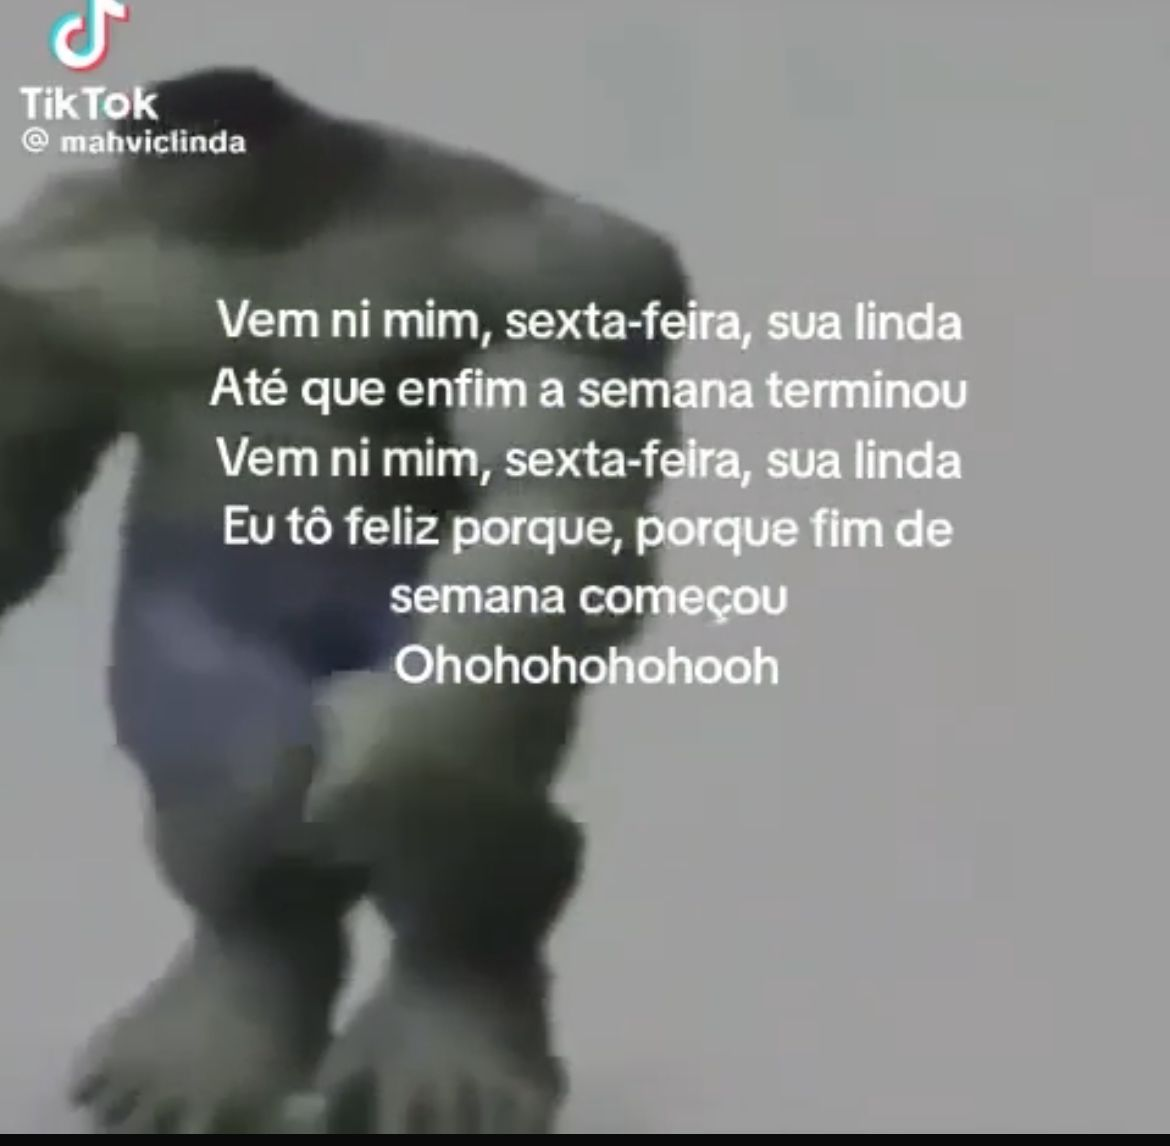 TikTok
@ mahviclinda
Vem ni mim, sexta-feira, sua linda
Até que enfim a semana terminou
Vem ni mim, sexta-feira, sua linda
Eu tô feliz porque, porque fim de
semana começou
Ohohohohohooh